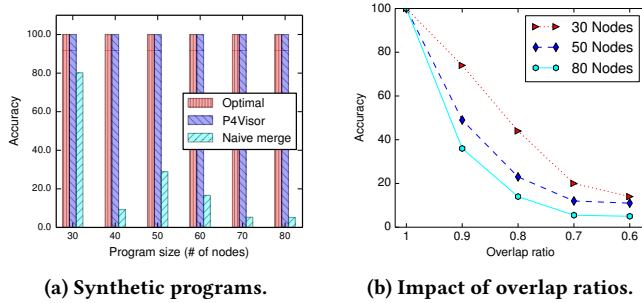 100.0
80.0
60.0
40.0
20.0
0.0
Accuracy
Optimal
P4Visor
Naive merge
30 40 50 60 70 80
Program size (# of nodes)
(a) Synthetic programs.
100
80
60
40
20
0
Accuracy
30 Nodes
50 Nodes
80 Nodes
1 0.9 0.8 0.7 0.6
Overlap ratio
(b) Impact of overlap ratios.